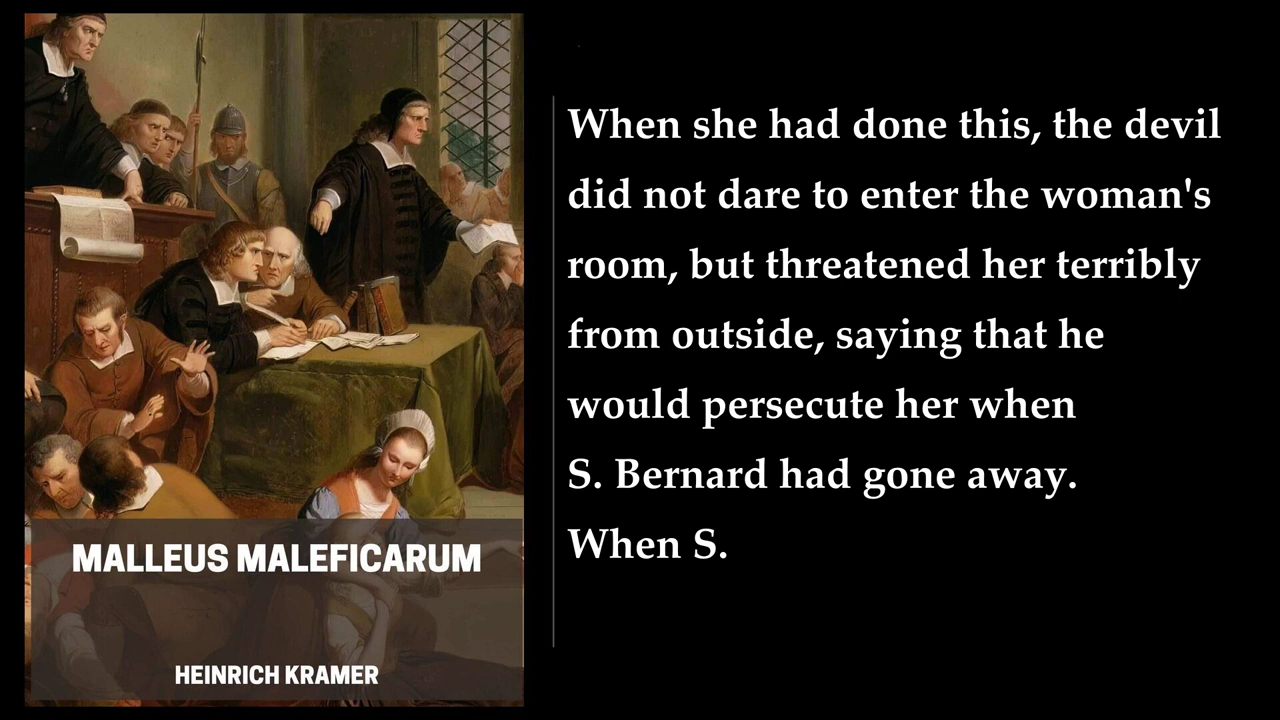 MALLEUS MALEFICARUM
HEINRICH KRAMER
When she had done this, the devil
did not dare to enter the woman's
room, but threatened her terribly
from outside, saying that he
would persecute her when
S. Bernard had gone away.
When S.